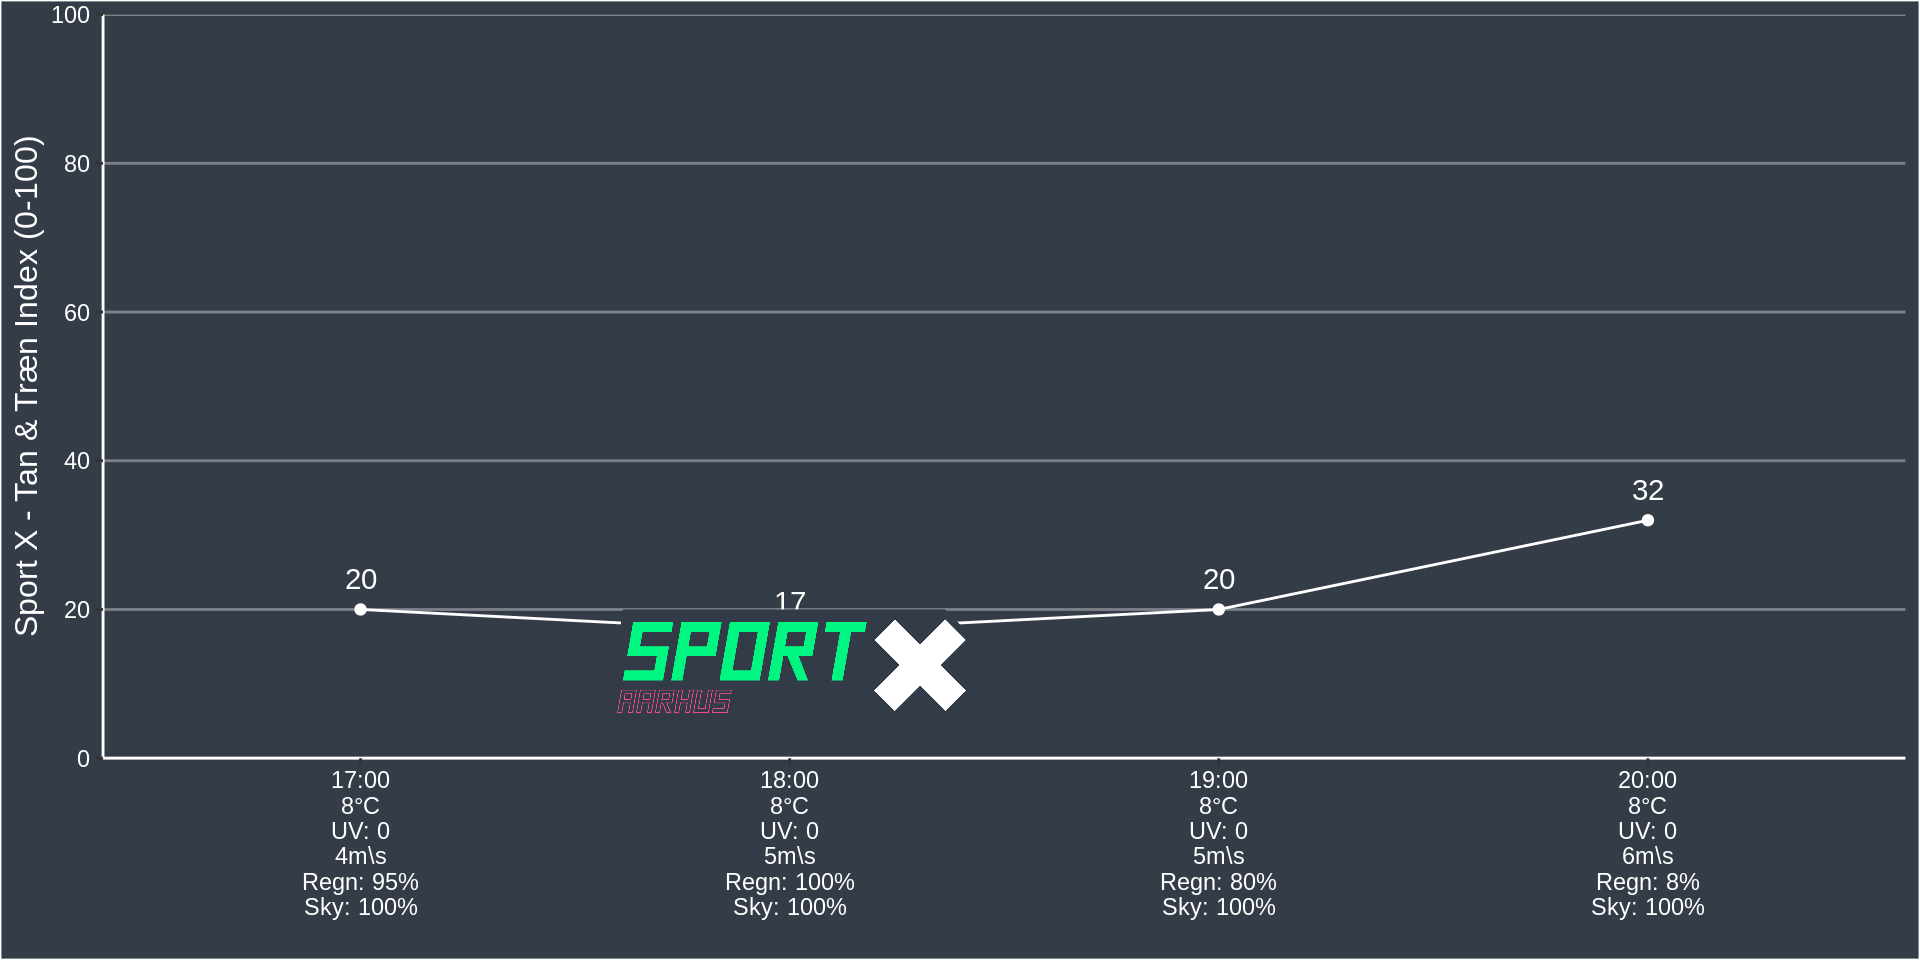 Sport X - Tan & Træn Index (0-100)
100
80
60
40
20
0
20
17
20
32
SPORT X
AARHUS
17:00
8°C
UV: 0
4m\s
Regn: 95%
Sky: 100%
18:00
8°C
UV: 0
5m\s
Regn: 100%
Sky: 100%
19:00
8°C
UV: 0
5m\s
Regn: 80%
Sky: 100%
20:00
8°C
UV: 0
6m\s
Regn: 8%
Sky: 100%